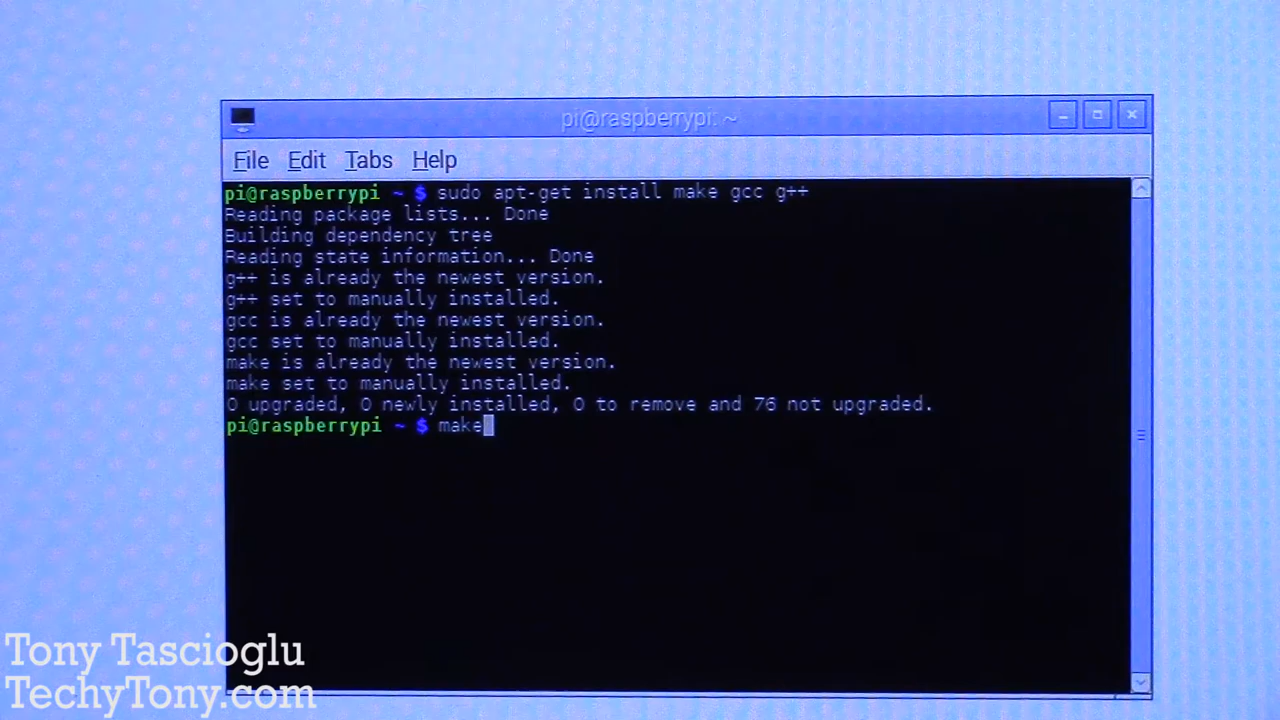 pi@raspberrypi: ~
File Edit Tabs Help
pi@raspberrypi ~ $ sudo apt-get install make gcc g++
Reading package lists... Done
Building dependency tree
Reading state information... Done
g++ is already the newest version.
g++ set to manually installed.
gcc is already the newest version.
gcc set to manually installed.
make is already the newest version.
make set to manually installed.
0 upgraded, 0 newly installed, 0 to remove and 76 not upgraded.
pi@raspberrypi ~ $ make
Tony Tascioglu
TechyTony.com